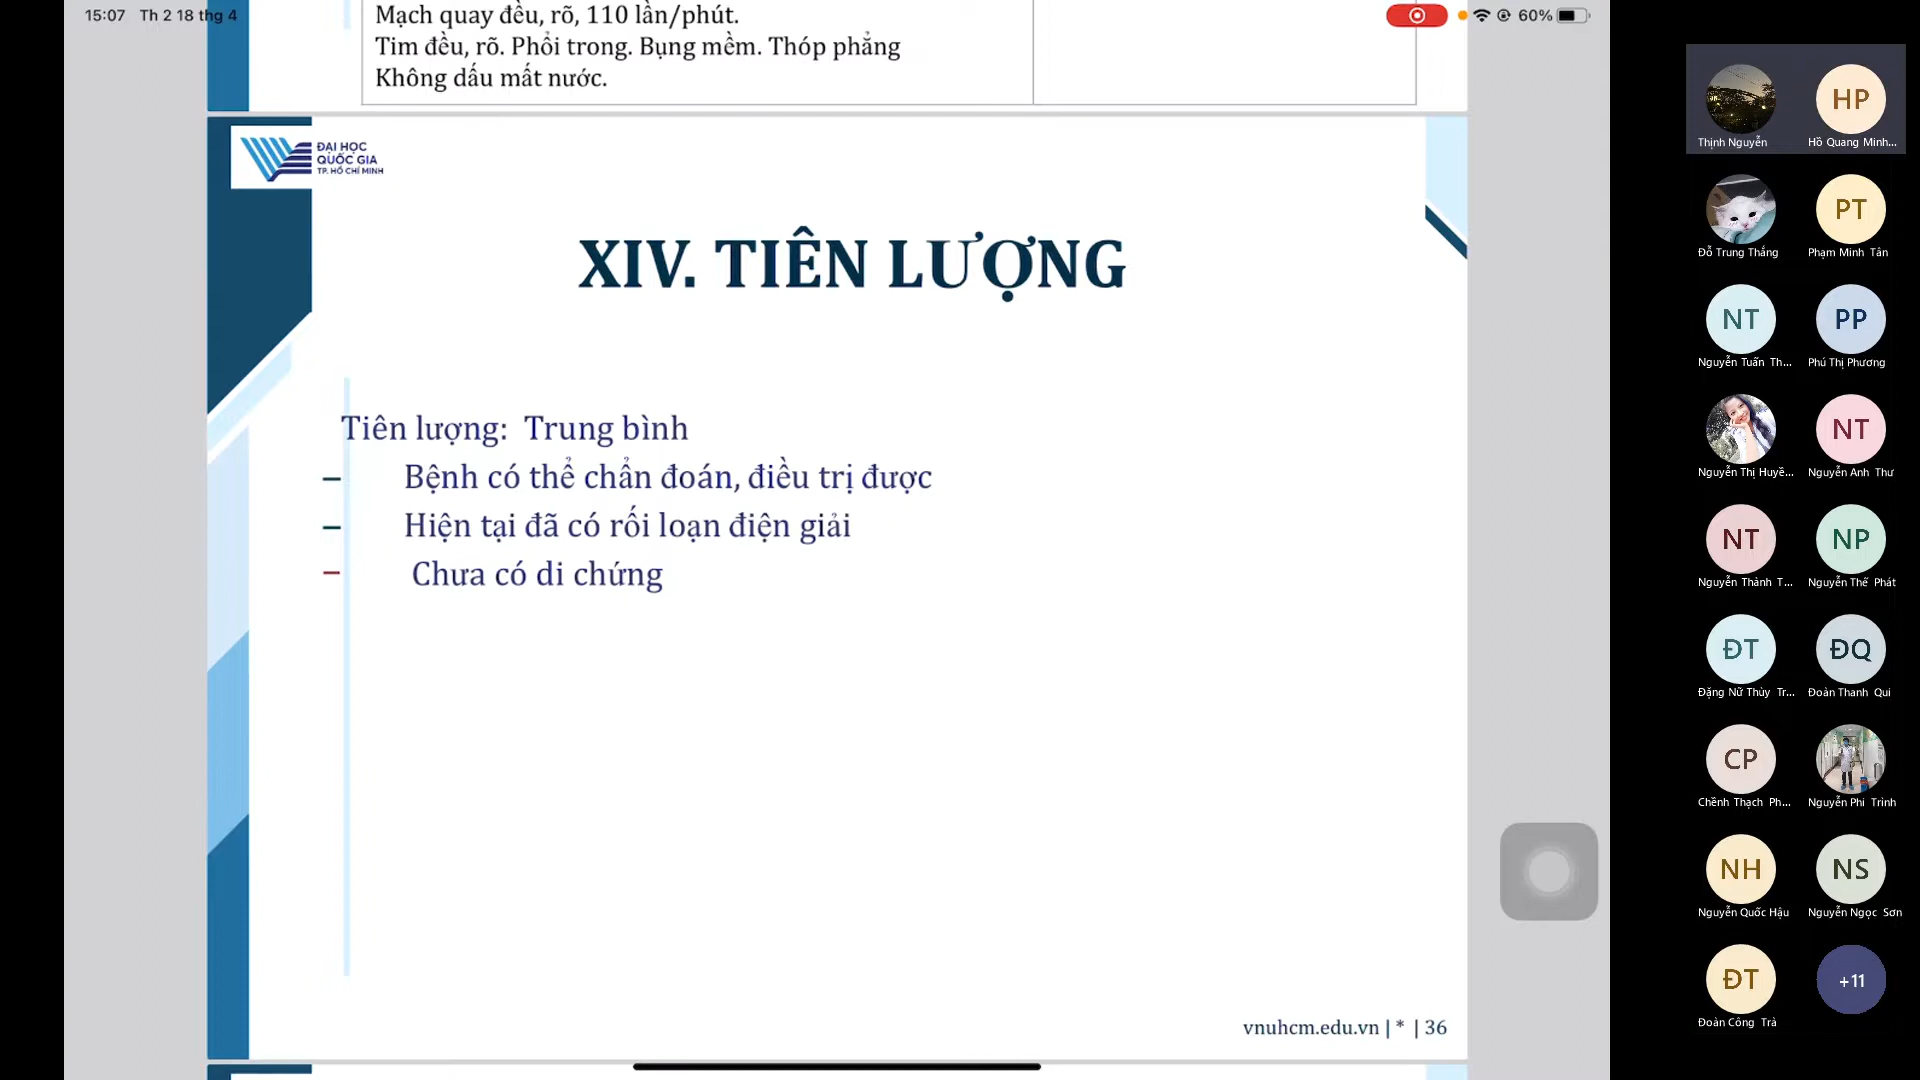 15:07 Th 2 18 thg 4
60%
Mạch quay đều, rõ, 110 lần/phút.
Tim đều, rõ. Phổi trong. Bụng mềm. Thóp phẳng
Không dấu mất nước.
ĐẠI HỌC
QUỐC GIA
TP. HỒ CHÍ MINH
XIV. TIÊN LƯỢNG
Tiên lượng: Trung bình
– Bệnh có thể chẩn đoán, điều trị được
– Hiện tại đã có rối loạn điện giải
– Chưa có di chứng
vnuhcm.edu.vn | * | 36
HP
Thịnh Nguyễn
Hồ Quang Minh...
PT
Đỗ Trung Thắng
Phạm Minh Tân
NT
PP
Nguyễn Tuấn Th...
Phú Thị Phương
NT
Nguyễn Thị Huyề...
Nguyễn Anh Thư
NT
NP
Nguyễn Thành T...
Nguyễn Thế Phát
ĐT
ĐQ
Đặng Nữ Thùy Tr...
Đoàn Thanh Qui
CP
Chềnh Thạch Ph...
Nguyễn Phi Trình
NH
NS
Nguyễn Quốc Hậu
Nguyễn Ngọc Sơn
ĐT
+11
Đoàn Công Trà